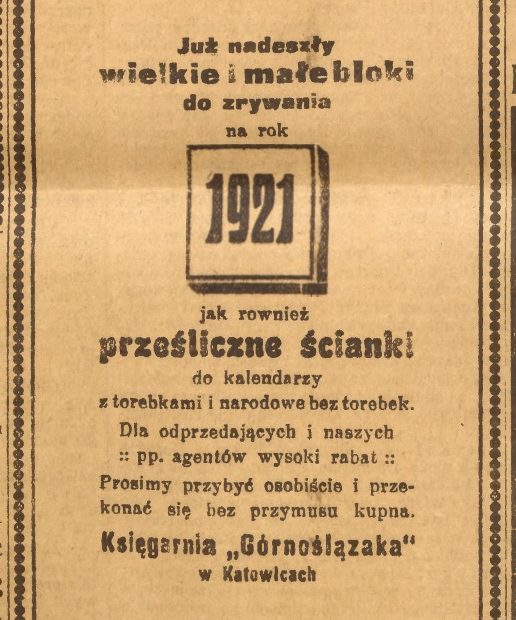 Już nadeszły
wielkie i małe bloki
do zrywania
na rok
1921
jak rownież
prześliczne ścianki
do kalendarzy
z torebkami i narodowe bez torebek.
Dla odprzedających i naszych
:: pp. agentów wysoki rabat ::
Prosimy przybyć osobiście i prze-
konać się bez przymusu kupna.
Księgarnia „Górnoślązaka“
w Katowicach